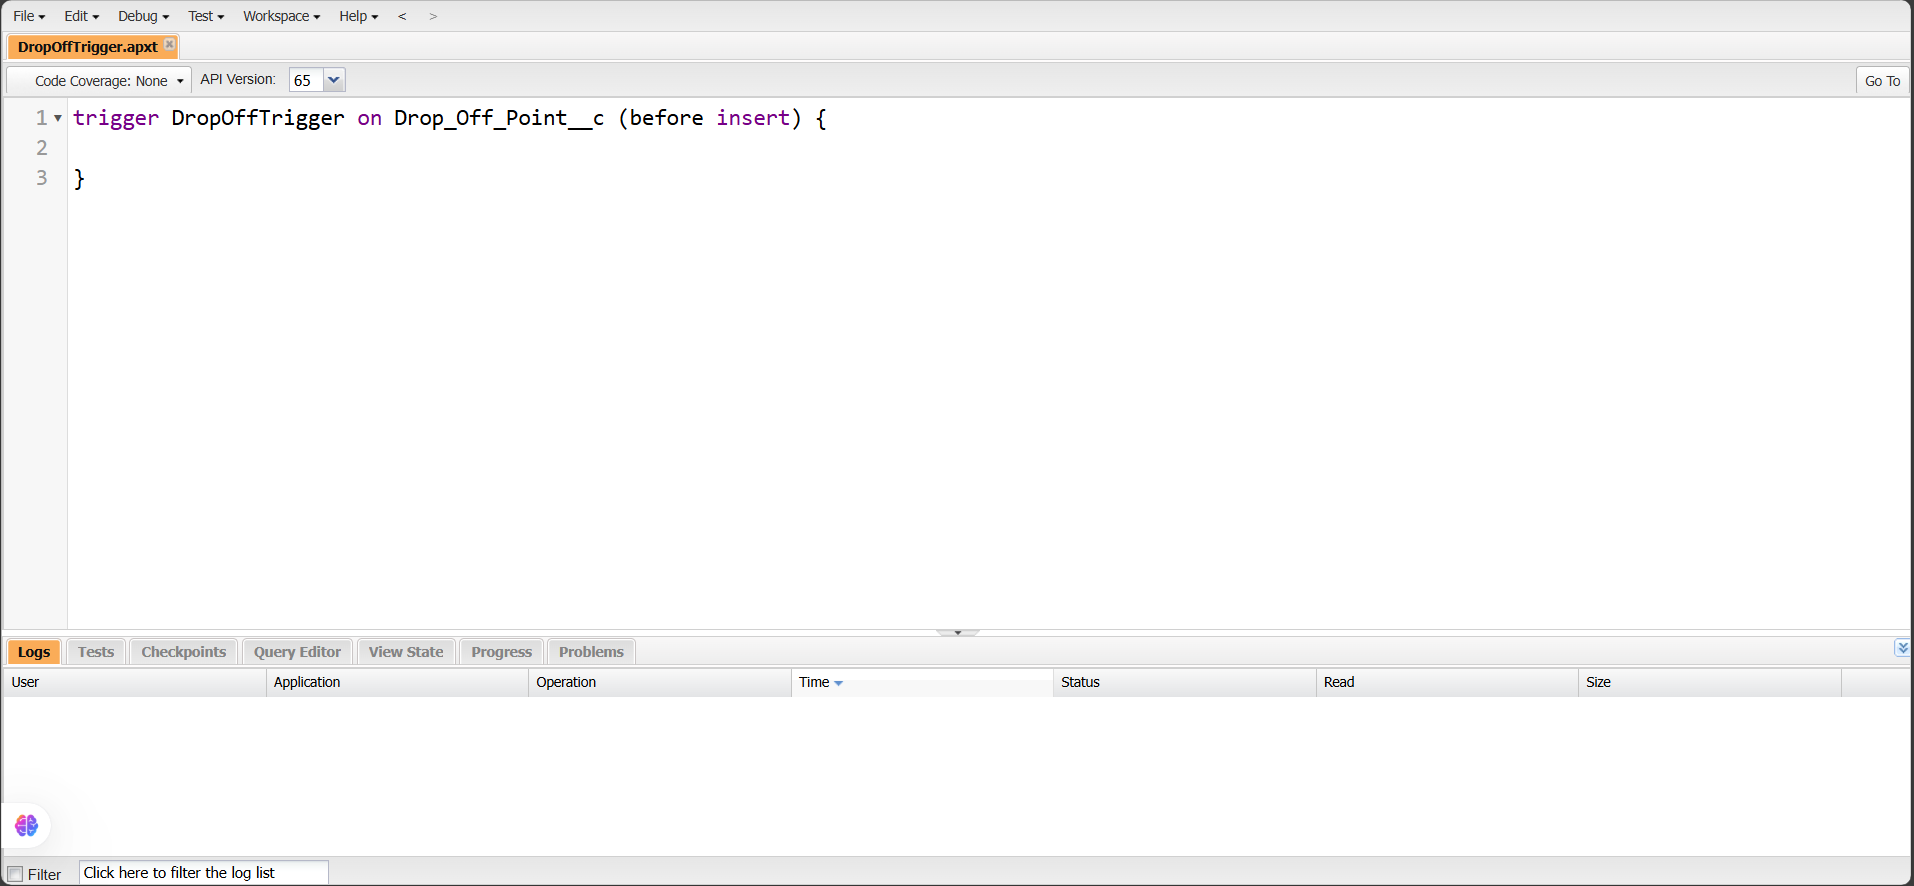 File Edit Debug Test Workspace Help < >
DropOffTrigger.apxt
Code Coverage: None API Version: 65 Go To
1 trigger DropOffTrigger on Drop_Off_Point__c (before insert) {
2
3 }
Logs Tests Checkpoints Query Editor View State Progress Problems
User Application Operation Time Status Read Size
Filter Click here to filter the log list